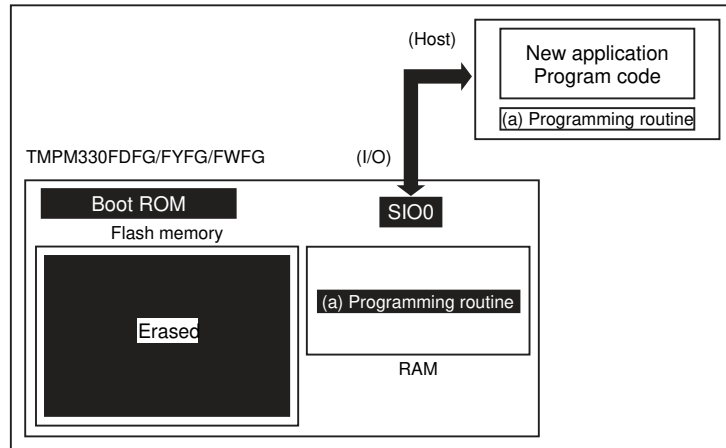 (Host)
New application
Program code
(a) Programming routine
TMPM330FDFG/FYFG/FWFG
(I/O)
Boot ROM
SIO0
Flash memory
(a) Programming routine
Erased
RAM